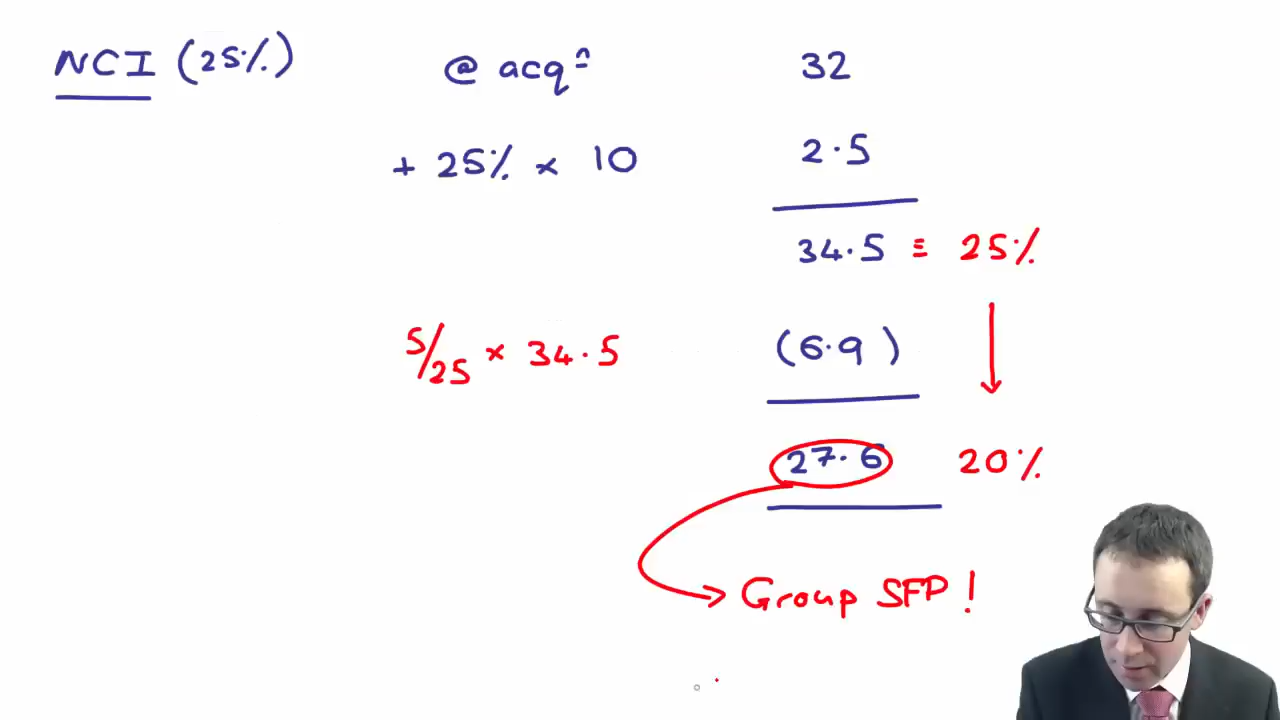 NCI (25%) @ acqⁿ 32
+ 25% × 10 2.5
34.5 ≡ 25%
5/25 × 34.5 (6.9)
27.6 20%
Group SFP!